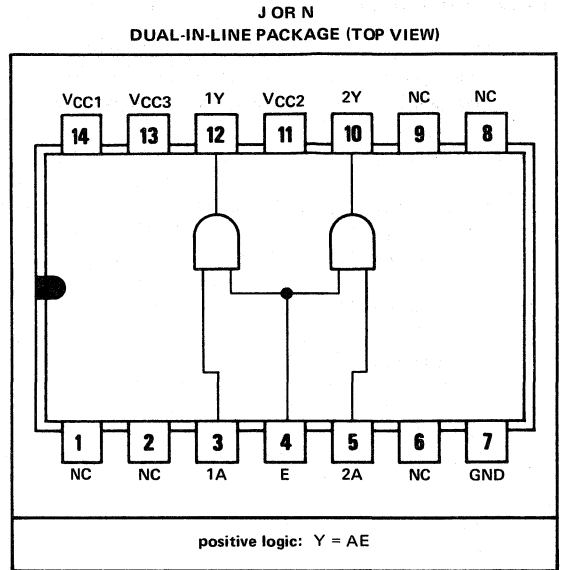 J OR N
DUAL-IN-LINE PACKAGE (TOP VIEW)
VCC1 VCC3 1Y VCC2 2Y NC NC
14 13 12 11 10 9 8
1 2 3 4 5 6 7
NC NC 1A E 2A NC GND
positive logic: Y = AE